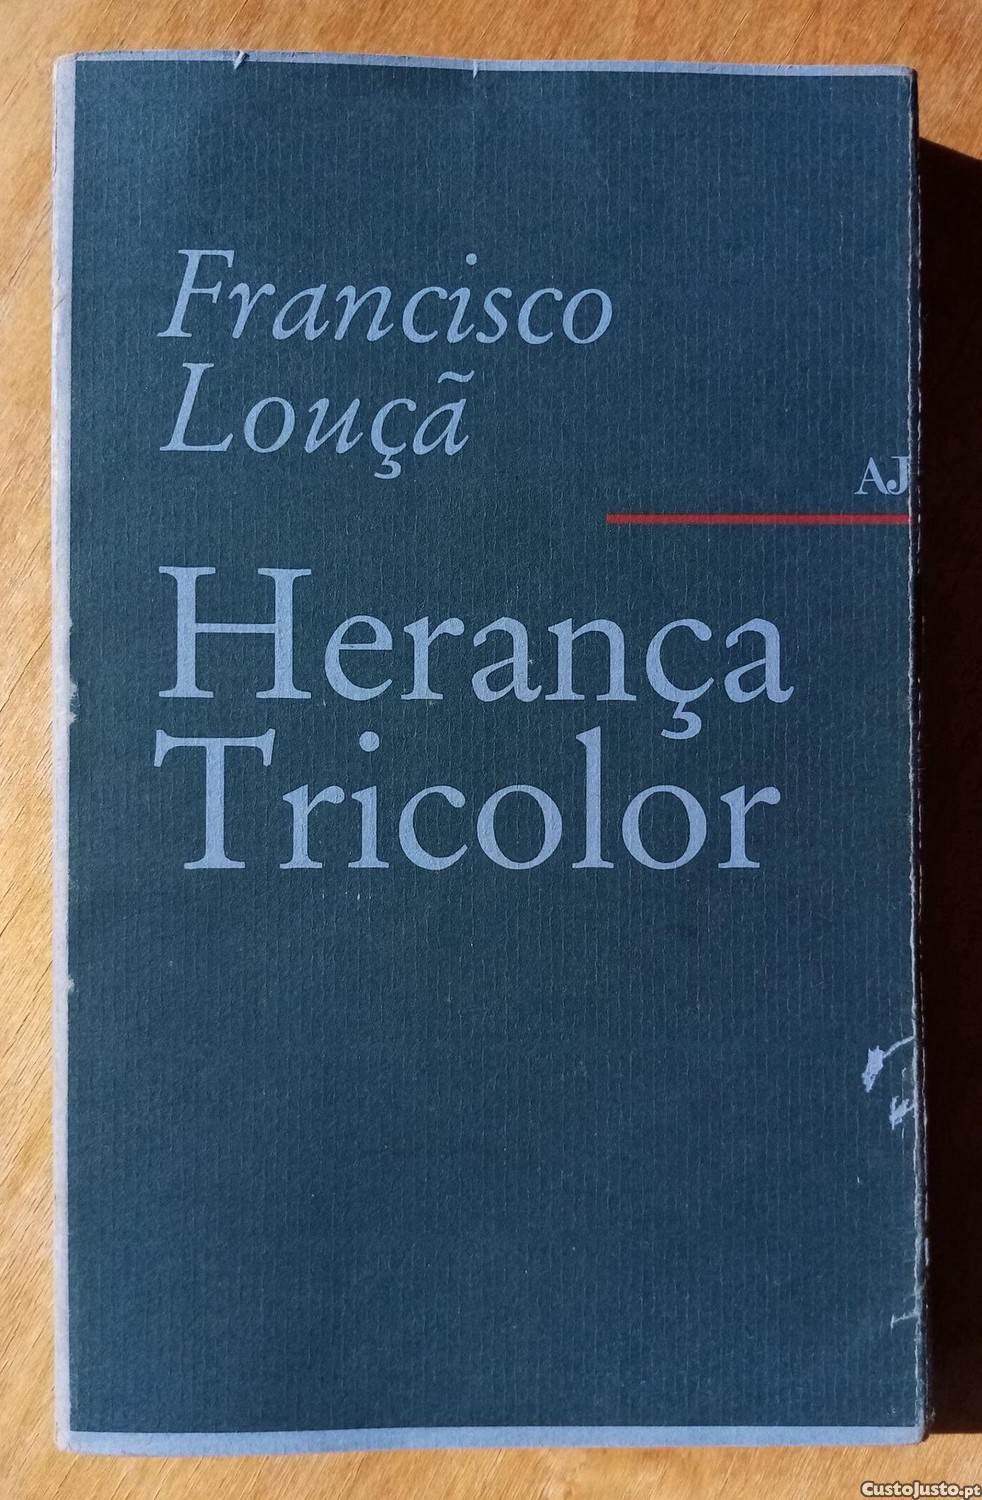 Francisco
Louçã
AJ
Herança
Tricolor
CustoJusto.pt